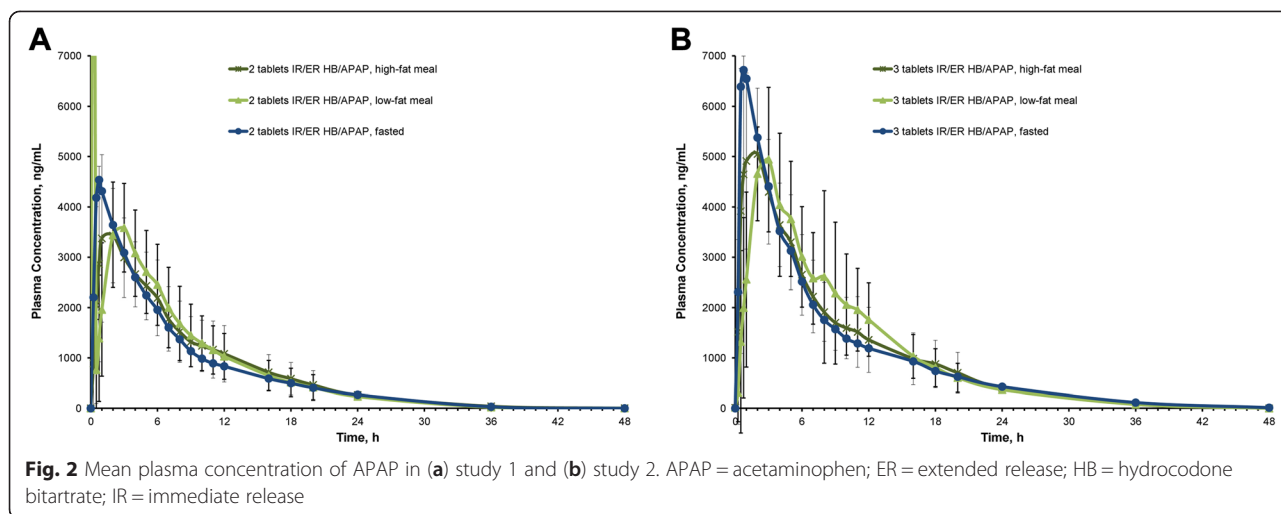 A
7000
6000
5000
4000
3000
2000
1000
0
Plasma Concentration, ng/mL
2 tablets IR/ER HB/APAP, high-fat meal
2 tablets IR/ER HB/APAP, low-fat meal
2 tablets IR/ER HB/APAP, fasted
0 6 12 18 24 30 36 42 48
Time, h
B
7000
6000
5000
4000
3000
2000
1000
0
Plasma Concentration, ng/mL
3 tablets IR/ER HB/APAP, high-fat meal
3 tablets IR/ER HB/APAP, low-fat meal
3 tablets IR/ER HB/APAP, fasted
0 6 12 18 24 30 36 42 48
Time, h
Fig. 2 Mean plasma concentration of APAP in (a) study 1 and (b) study 2. APAP = acetaminophen; ER = extended release; HB = hydrocodone
bitartrate; IR = immediate release